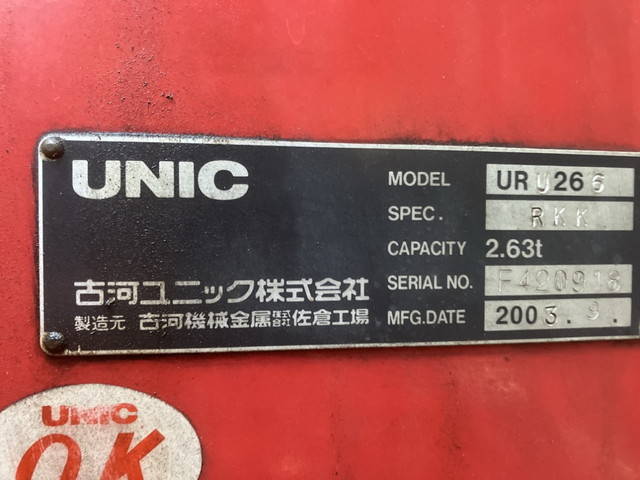 UNIC
MODEL URU266
SPEC. RKK
CAPACITY 2.63t
SERIAL NO. F420918
MFG.DATE 2003.9.
古河ユニック株式会社
製造元 古河機械金属株式会社佐倉工場
UNIC
OK